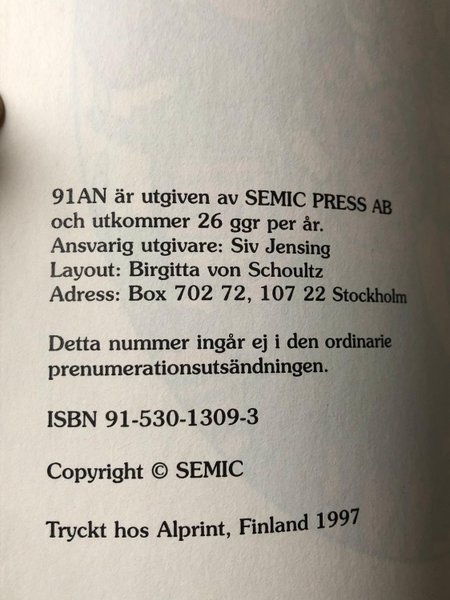 91AN är utgiven av SEMIC PRESS AB
och utkommer 26 ggr per år.
Ansvarig utgivare: Siv Jensing
Layout: Birgitta von Schoultz
Adress: Box 702 72, 107 22 Stockholm
Detta nummer ingår ej i den ordinarie
prenumerationsutsändningen.
ISBN 91-530-1309-3
Copyright © SEMIC
Tryckt hos Alprint, Finland 1997